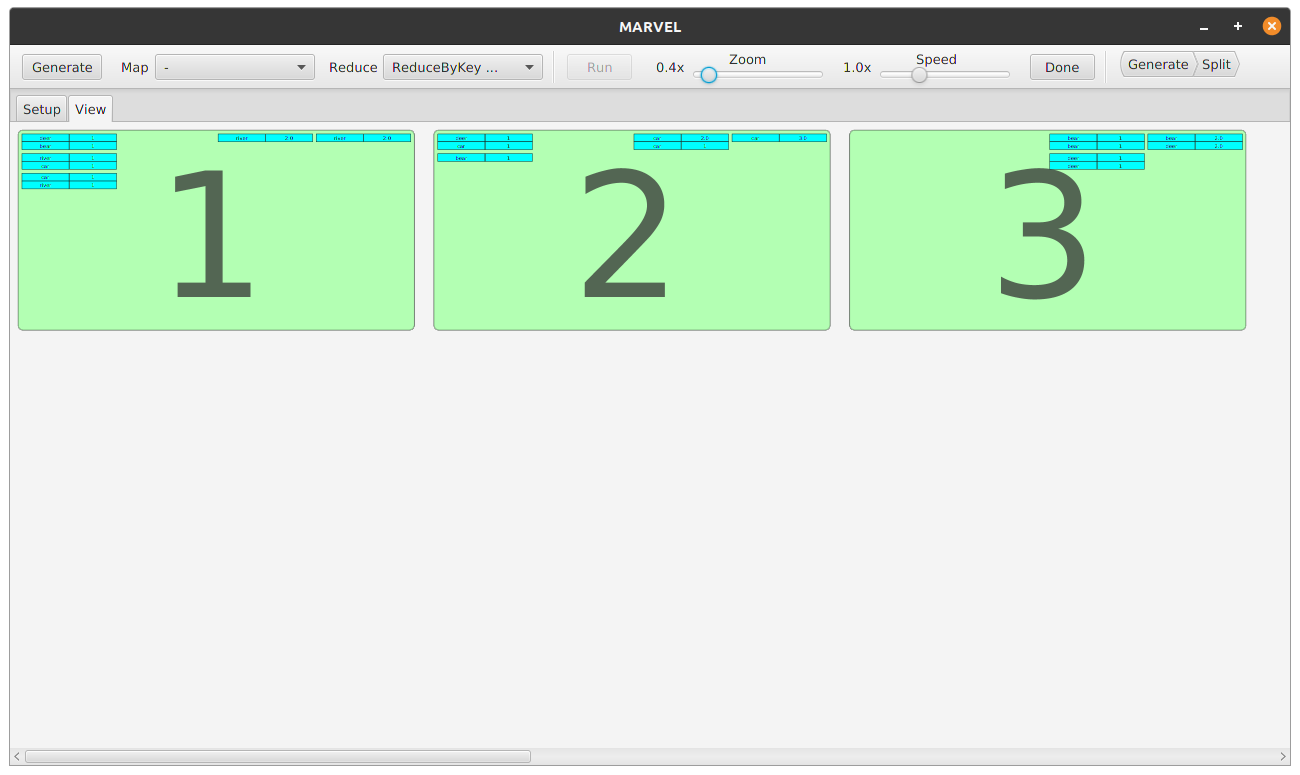 MARVEL
Generate Map - Reduce ReduceByKey ... Run 0.4x Zoom 1.0x Speed Done Generate Split
Setup View
1
deer 1
bear 1
river 1
car 1
car 1
river 1
river 2.0
river 2.0
2
deer 1
car 1
bear 1
car 2.0
car 1
car 3.0
3
bear 1
bear 1
deer 1
deer 1
bear 2.0
deer 2.0